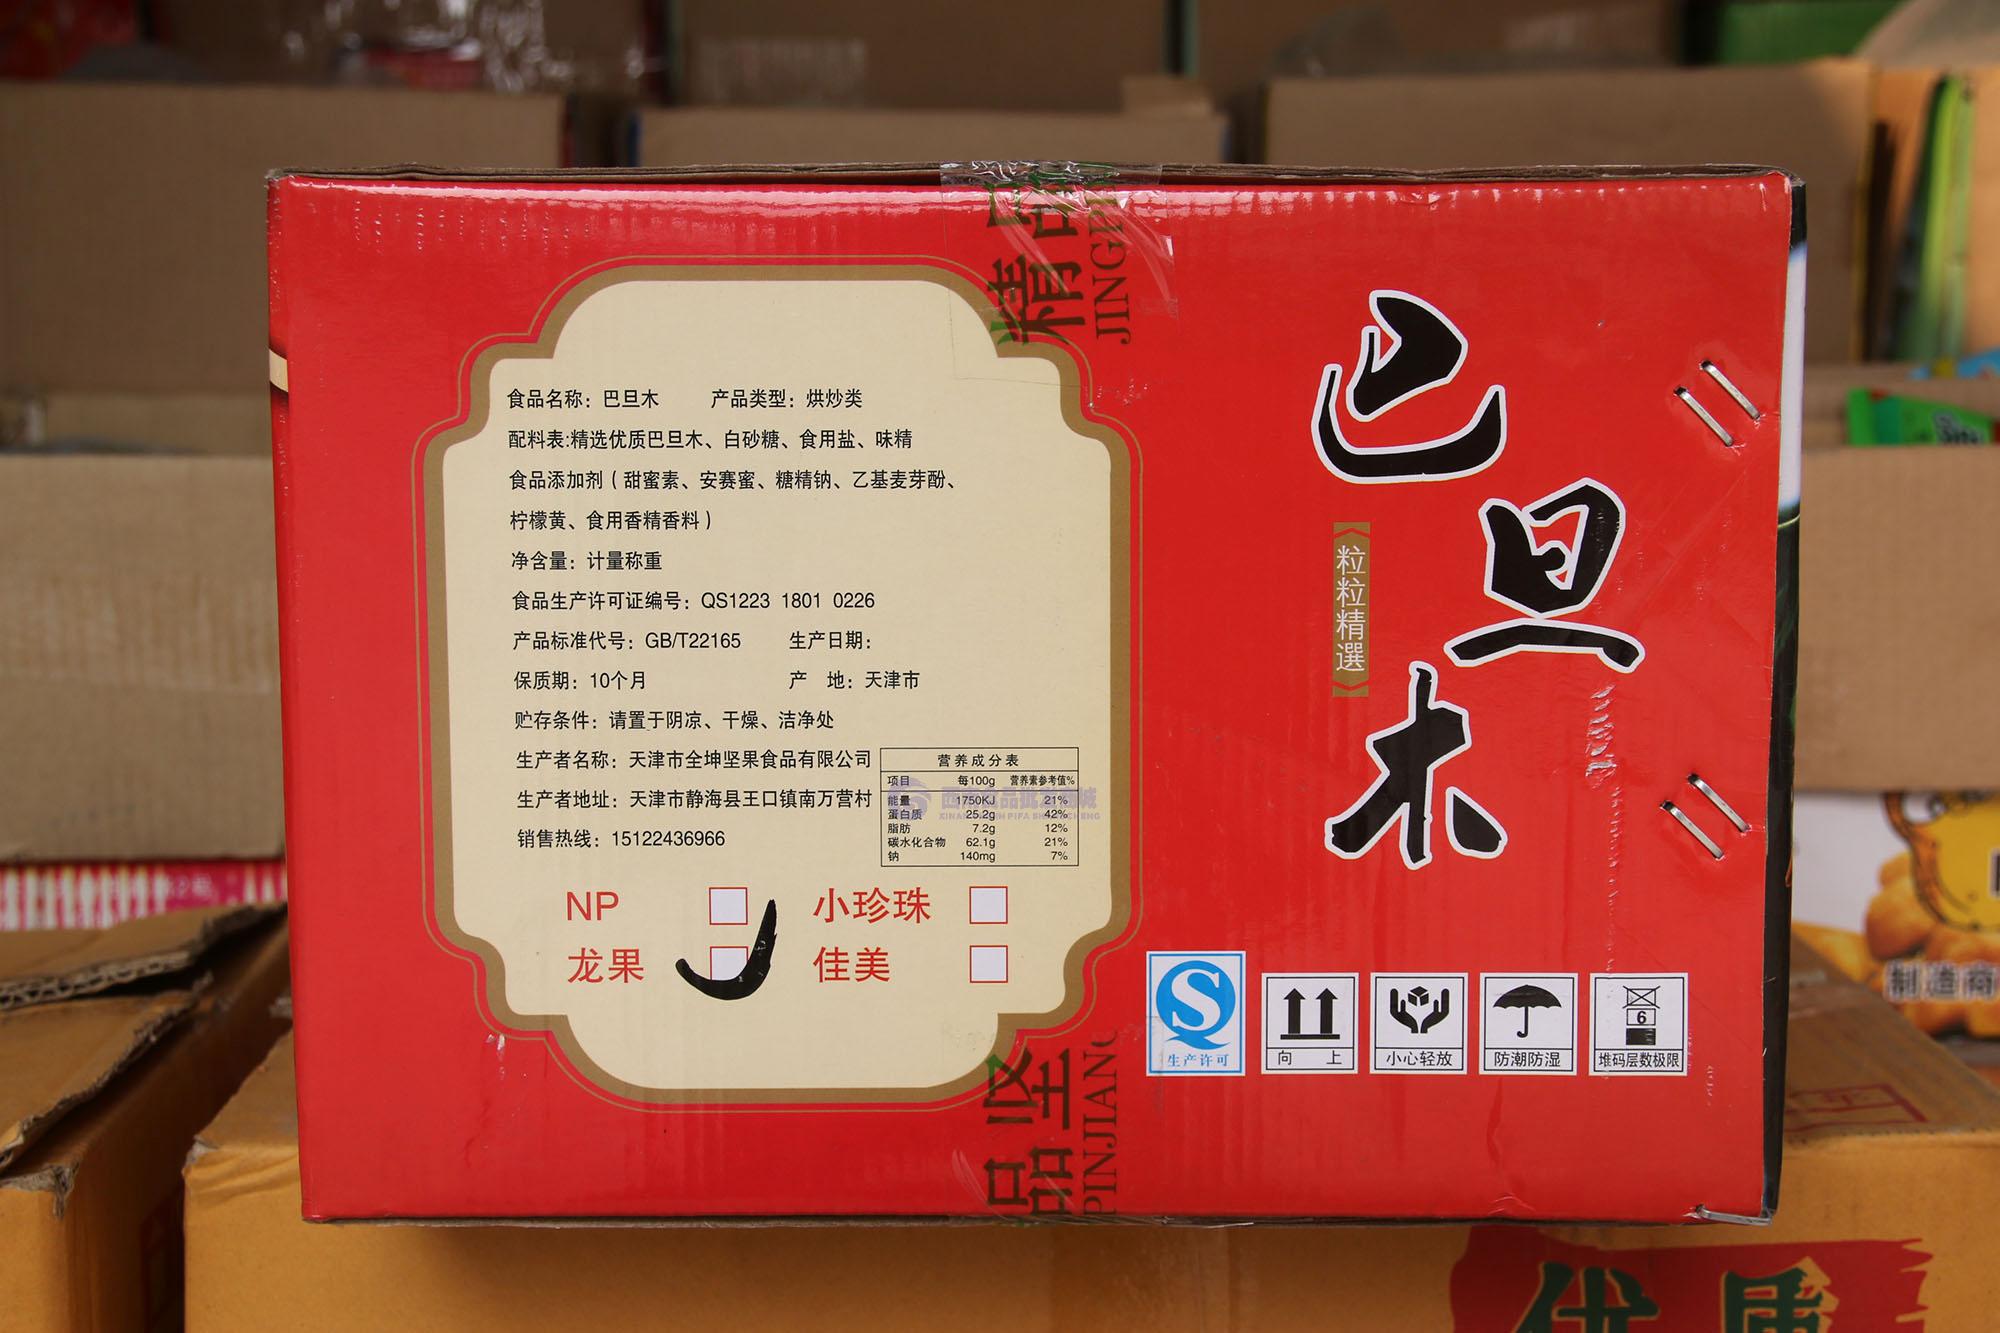 精品
JINGPIN
食品名称：巴旦木 产品类型：烘炒类
配料表:精选优质巴旦木、白砂糖、食用盐、味精
食品添加剂（甜蜜素、安赛蜜、糖精钠、乙基麦芽酚、
柠檬黄、食用香精香料）
净含量：计量称重
食品生产许可证编号：QS1223 1801 0226
产品标准代号：GB/T22165 生产日期：
保质期：10个月 产 地：天津市
贮存条件：请置于阴凉、干燥、洁净处
生产者名称：天津市全坤坚果食品有限公司
生产者地址：天津市静海县王口镇南万营村
销售热线：15122436966
营养成分表
项目 每100g 营养素参考值%
能量 1750KJ 21%
蛋白质 25.2g 42%
脂肪 7.2g 12%
碳水化合物 62.1g 21%
钠 140mg 7%
NP 小珍珠
龙果 佳美
巴旦木
粒粒精選
生产许可
向 上
小心轻放
防潮防湿
6
堆码层数极限
品坚
PINJIAN
制造商
优质